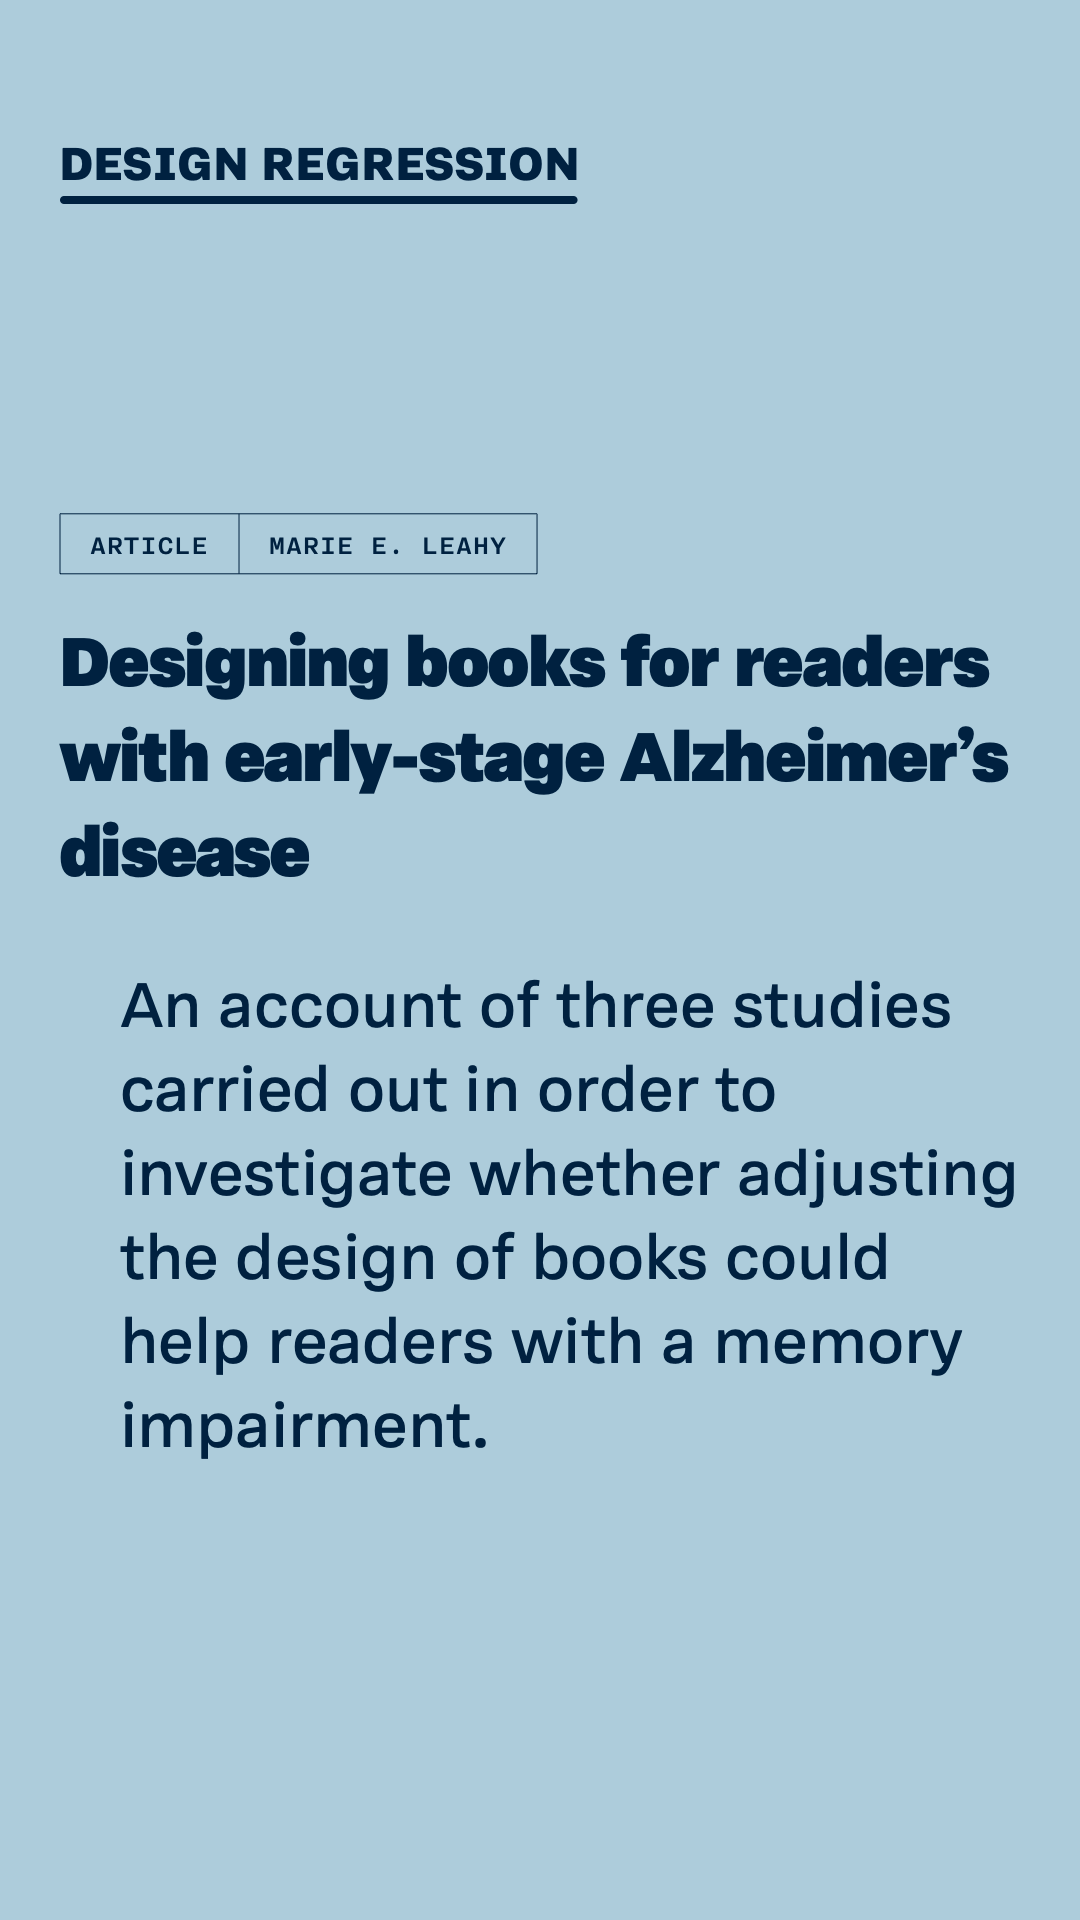 DESIGN REGRESSION
ARTICLE MARIE E. LEAHY
Designing books for readers
with early-stage Alzheimer’s
disease
An account of three studies
carried out in order to
investigate whether adjusting
the design of books could
help readers with a memory
impairment.